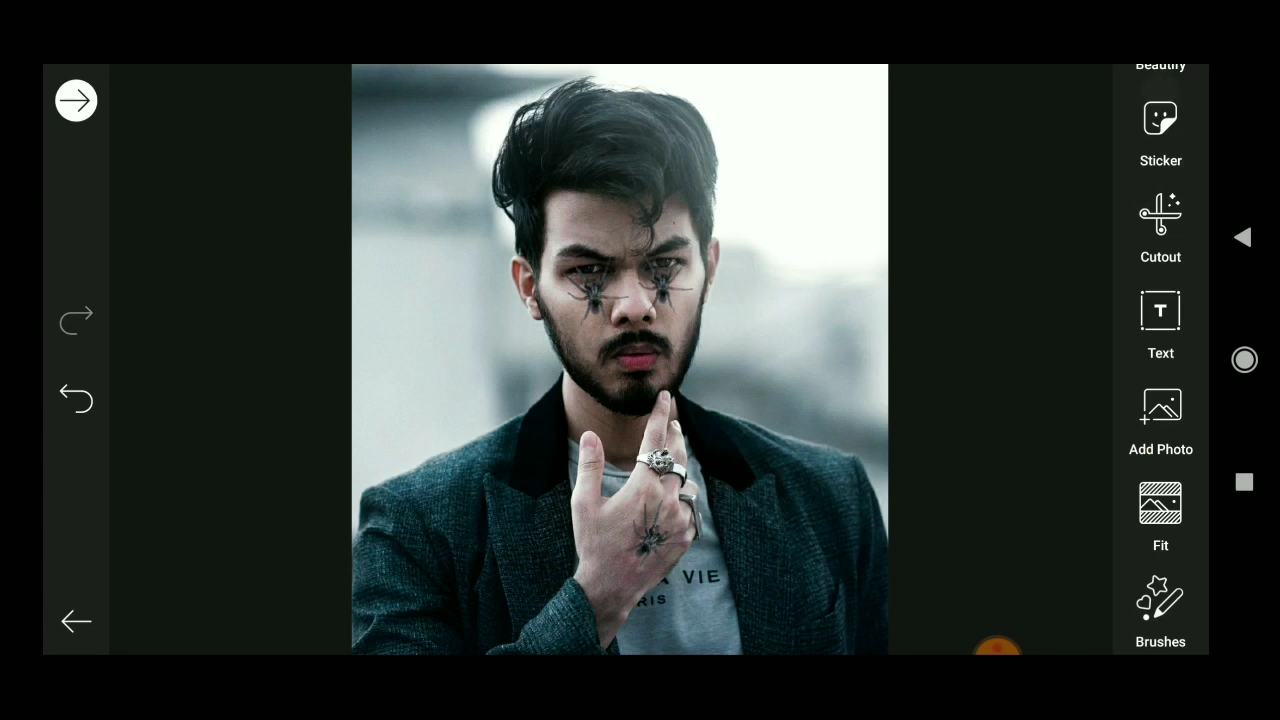 Beautify
Sticker
Cutout
T
Text
Add Photo
Fit
Brushes
A VIE
RIS